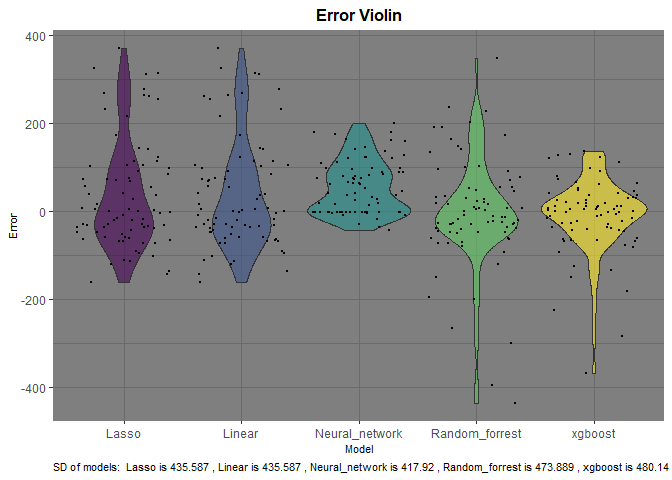 Error Violin
400
200
0
-200
-400
Error
Lasso Linear Neural_network Random_forrest xgboost
Model
SD of models: Lasso is 435.587 , Linear is 435.587 , Neural_network is 417.92 , Random_forrest is 473.889 , xgboost is 480.14